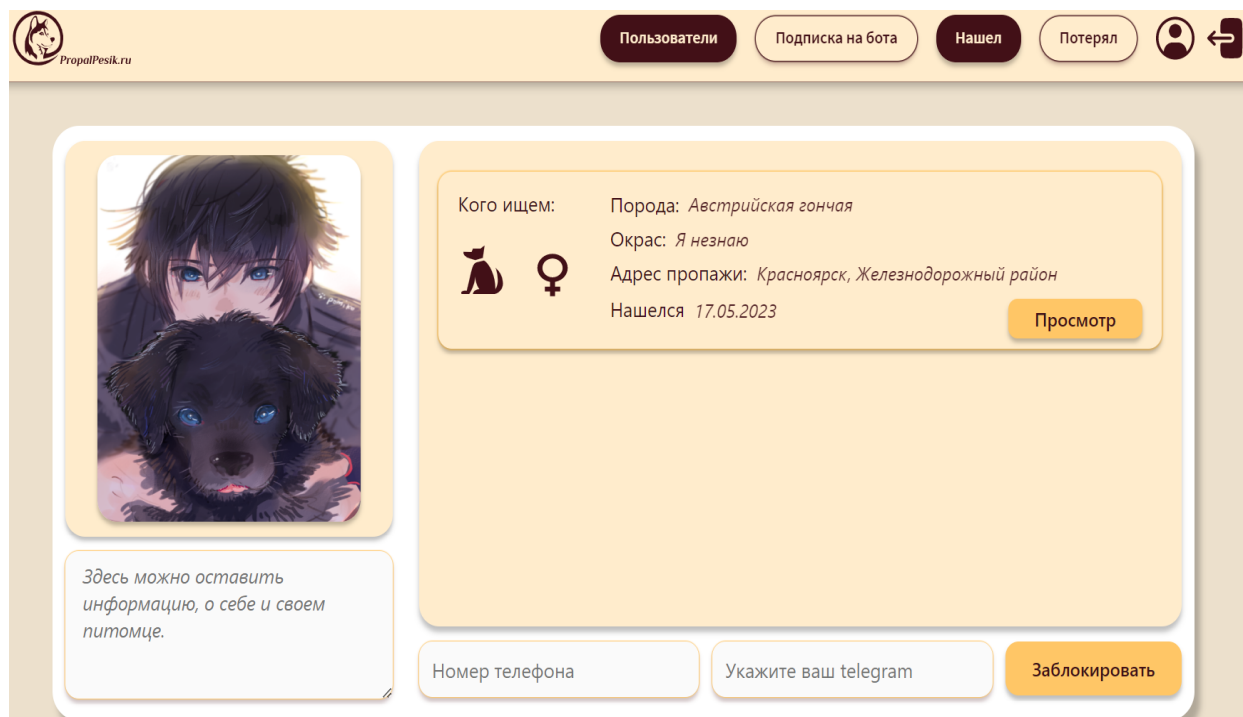 PropalPesik.ru
Пользователи
Подписка на бота
Нашел
Потерял
Кого ищем:
Порода: Австрийская гончая
Окрас: Я незнаю
Адрес пропажи: Красноярск, Железнодорожный район
Нашелся 17.05.2023
Просмотр
Здесь можно оставить
информацию, о себе и своем
питомце.
Номер телефона
Укажите ваш telegram
Заблокировать